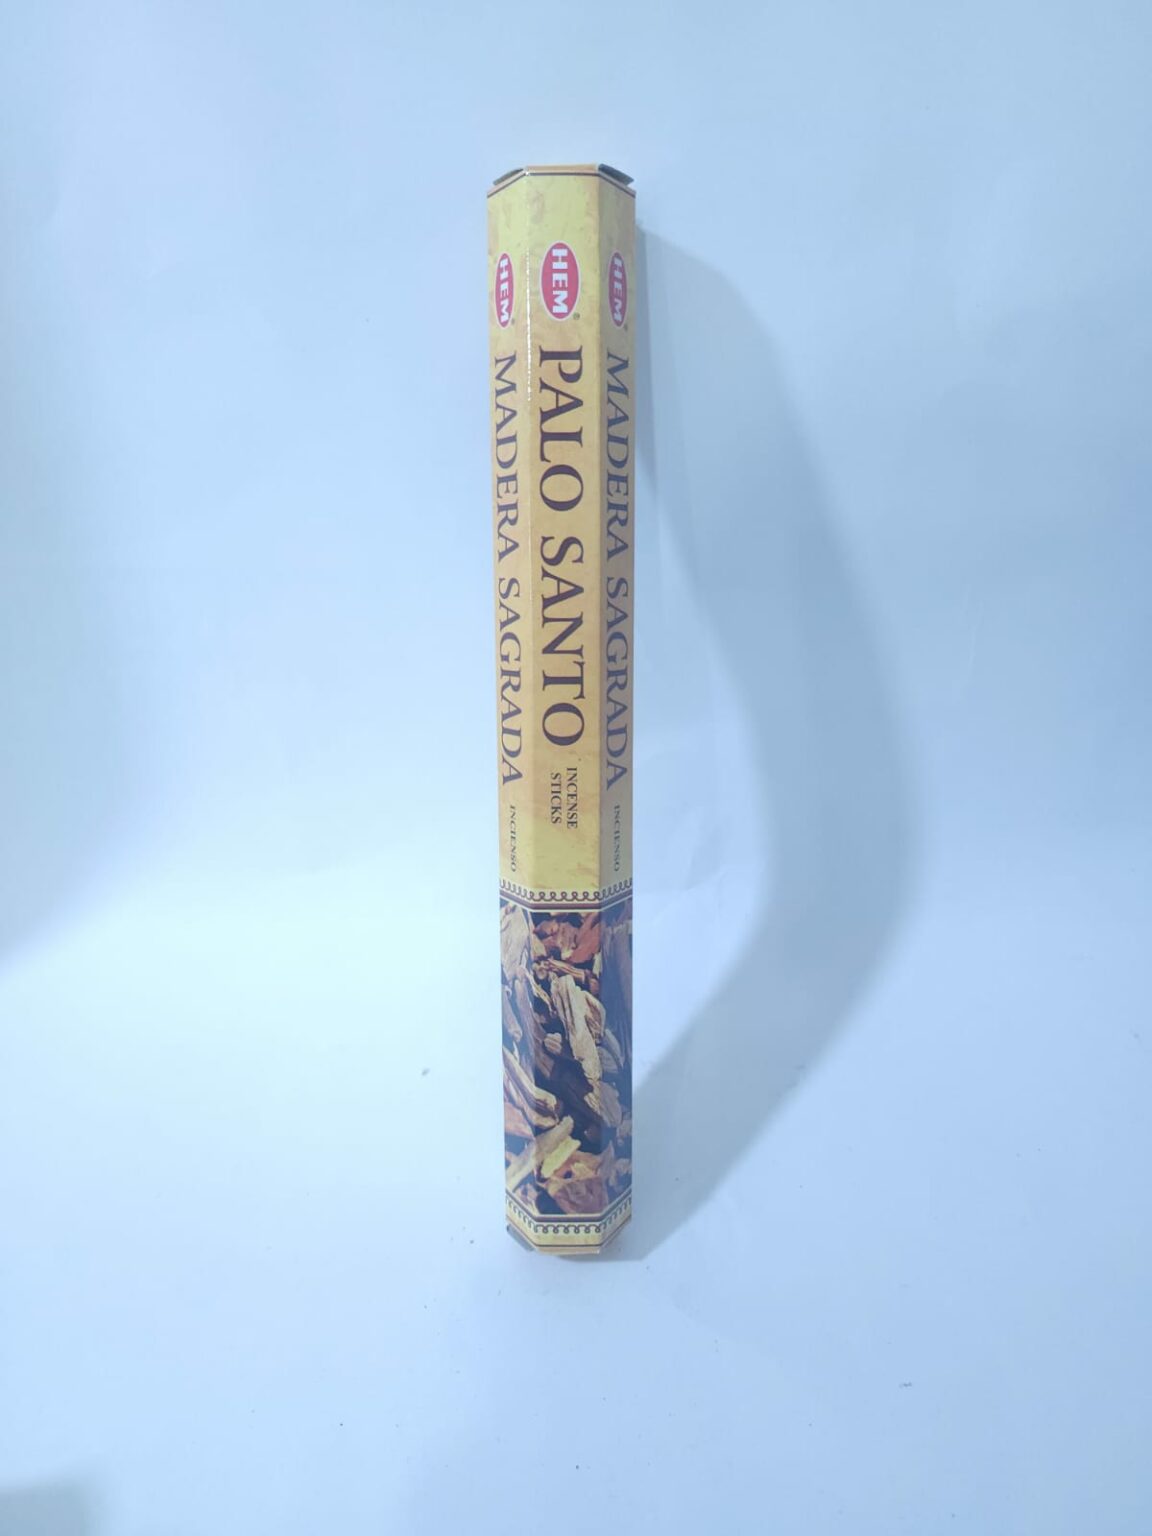 HEM®
MADERA SAGRADA
INCIENSO
HEM®
PALO SANTO
INCENSE
STICKS
HEM®
MADERA SAGRADA
INCIENSO